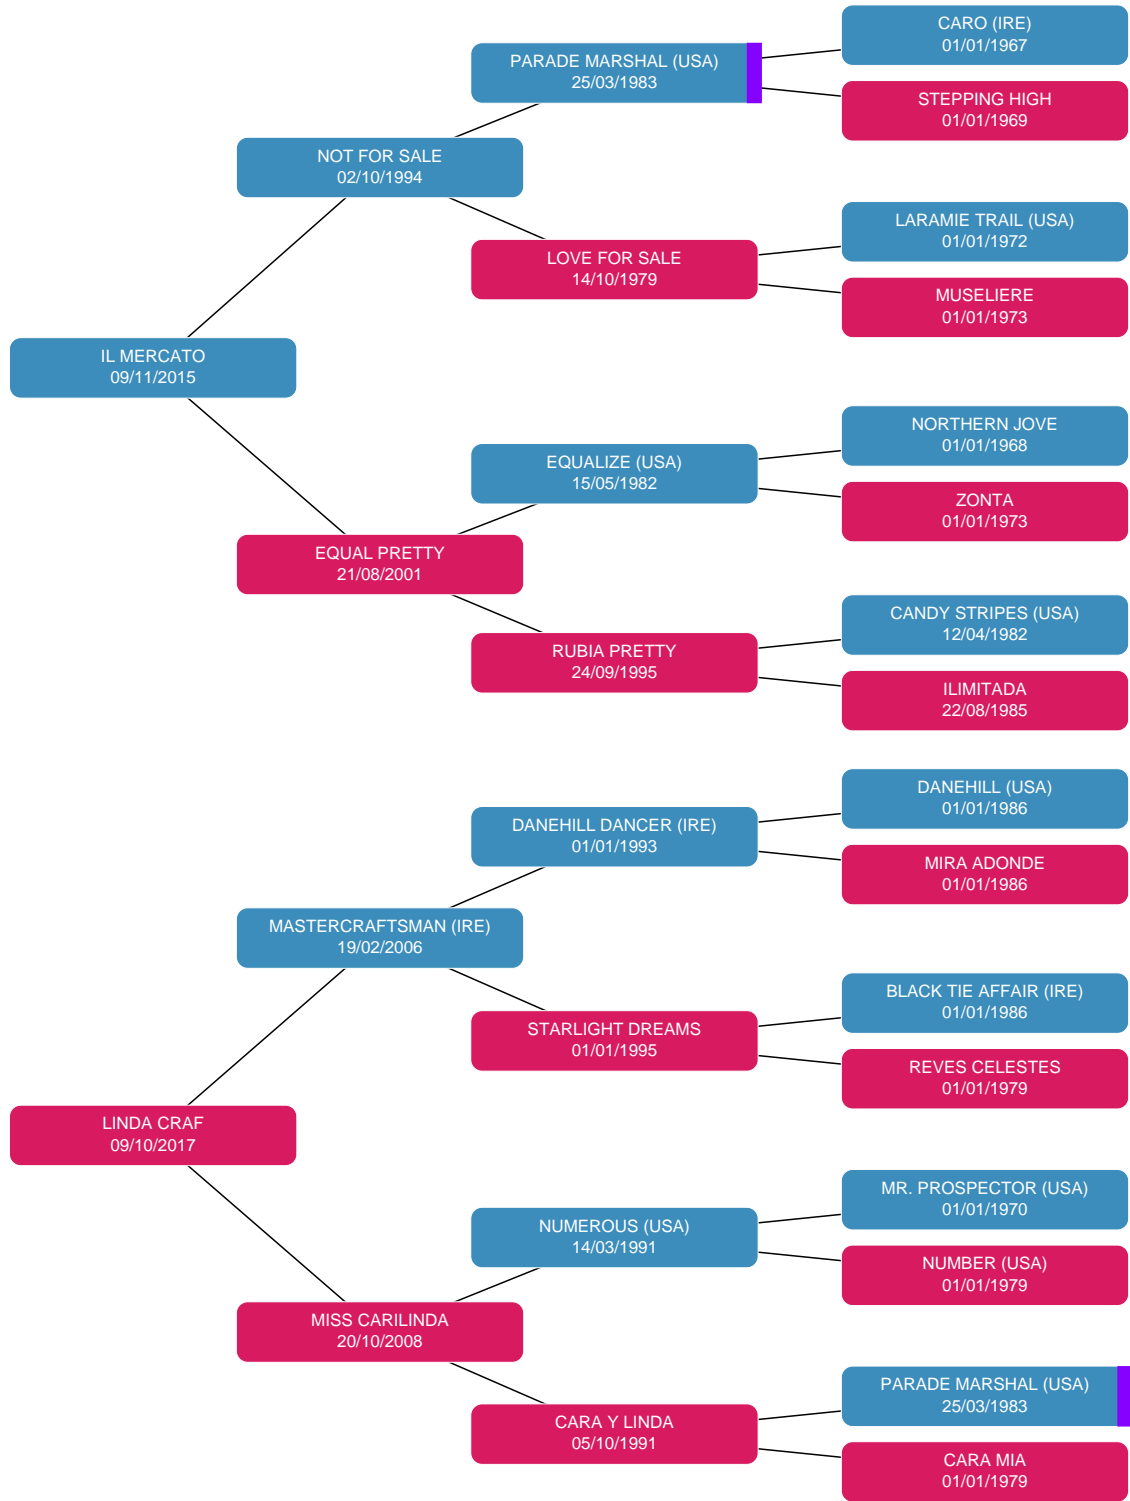 CARO (IRE)
01/01/1967
PARADE MARSHAL (USA)
25/03/1983
STEPPING HIGH
01/01/1969
NOT FOR SALE
02/10/1994
LARAMIE TRAIL (USA)
01/01/1972
LOVE FOR SALE
14/10/1979
MUSELIERE
01/01/1973
IL MERCATO
09/11/2015
NORTHERN JOVE
01/01/1968
EQUALIZE (USA)
15/05/1982
ZONTA
01/01/1973
EQUAL PRETTY
21/08/2001
CANDY STRIPES (USA)
12/04/1982
RUBIA PRETTY
24/09/1995
ILIMITADA
22/08/1985
DANEHILL (USA)
01/01/1986
DANEHILL DANCER (IRE)
01/01/1993
MIRA ADONDE
01/01/1986
MASTERCRAFTSMAN (IRE)
19/02/2006
BLACK TIE AFFAIR (IRE)
01/01/1986
STARLIGHT DREAMS
01/01/1995
REVES CELESTES
01/01/1979
LINDA CRAF
09/10/2017
MR. PROSPECTOR (USA)
01/01/1970
NUMEROUS (USA)
14/03/1991
NUMBER (USA)
01/01/1979
MISS CARILINDA
20/10/2008
PARADE MARSHAL (USA)
25/03/1983
CARA Y LINDA
05/10/1991
CARA MIA
01/01/1979